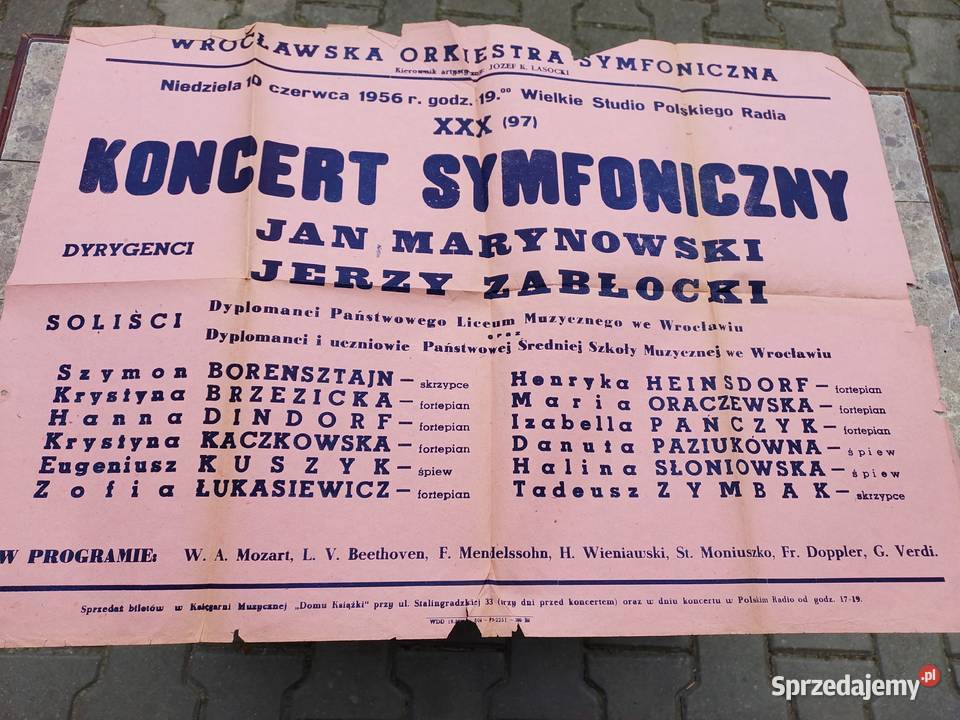 WROCŁAWSKA ORKIESTRA SYMFONICZNA
Kierownik JÓZEF K. LASOCKI
Niedziela 10 czerwca 1956 r. godz. 19.00 Wielkie Studio Polskiego Radia
XXX (97)
KONCERT SYMFONICZNY
DYRYGENCI
JAN MARYNOWSKI
JERZY ZABŁOCKI
SOLIŚCI
Dyplomanci Państwowego Liceum Muzycznego we Wrocławiu
oraz
Dyplomanci i uczniowie Państwowej Średniej Szkoły Muzycznej we Wrocławiu
Szymon BORENSZTAJN — skrzypce
Krystyna BRZEZICKA — fortepian
Hanna DINDORF — fortepian
Krystyna KACZKOWSKA — fortepian
Eugeniusz KUSZYK — śpiew
Zofia ŁUKASIEWICZ — fortepian
Henryka HEINSDORF — fortepian
Maria ORACZEWSKA — fortepian
Izabella PAŃCZYK — fortepian
Danuta PAZIUKÓWNA — śpiew
Halina SŁONIOWSKA — śpiew
Tadeusz ZYMBAK — skrzypce
W PROGRAMIE: W. A. Mozart, L. V. Beethoven, F. Mendelssohn, H. Wieniawski, St. Moniuszko, Fr. Doppler, G. Verdi.
Sprzedaż biletów w Księgarni Muzycznej „Domu Książki" przy ul. Stalingradzkiej 33 (trzy dni przed koncertem) oraz w dniu koncertu w Polskim Radio od godz. 17-19.
WDD
Sprzedajemy.pl